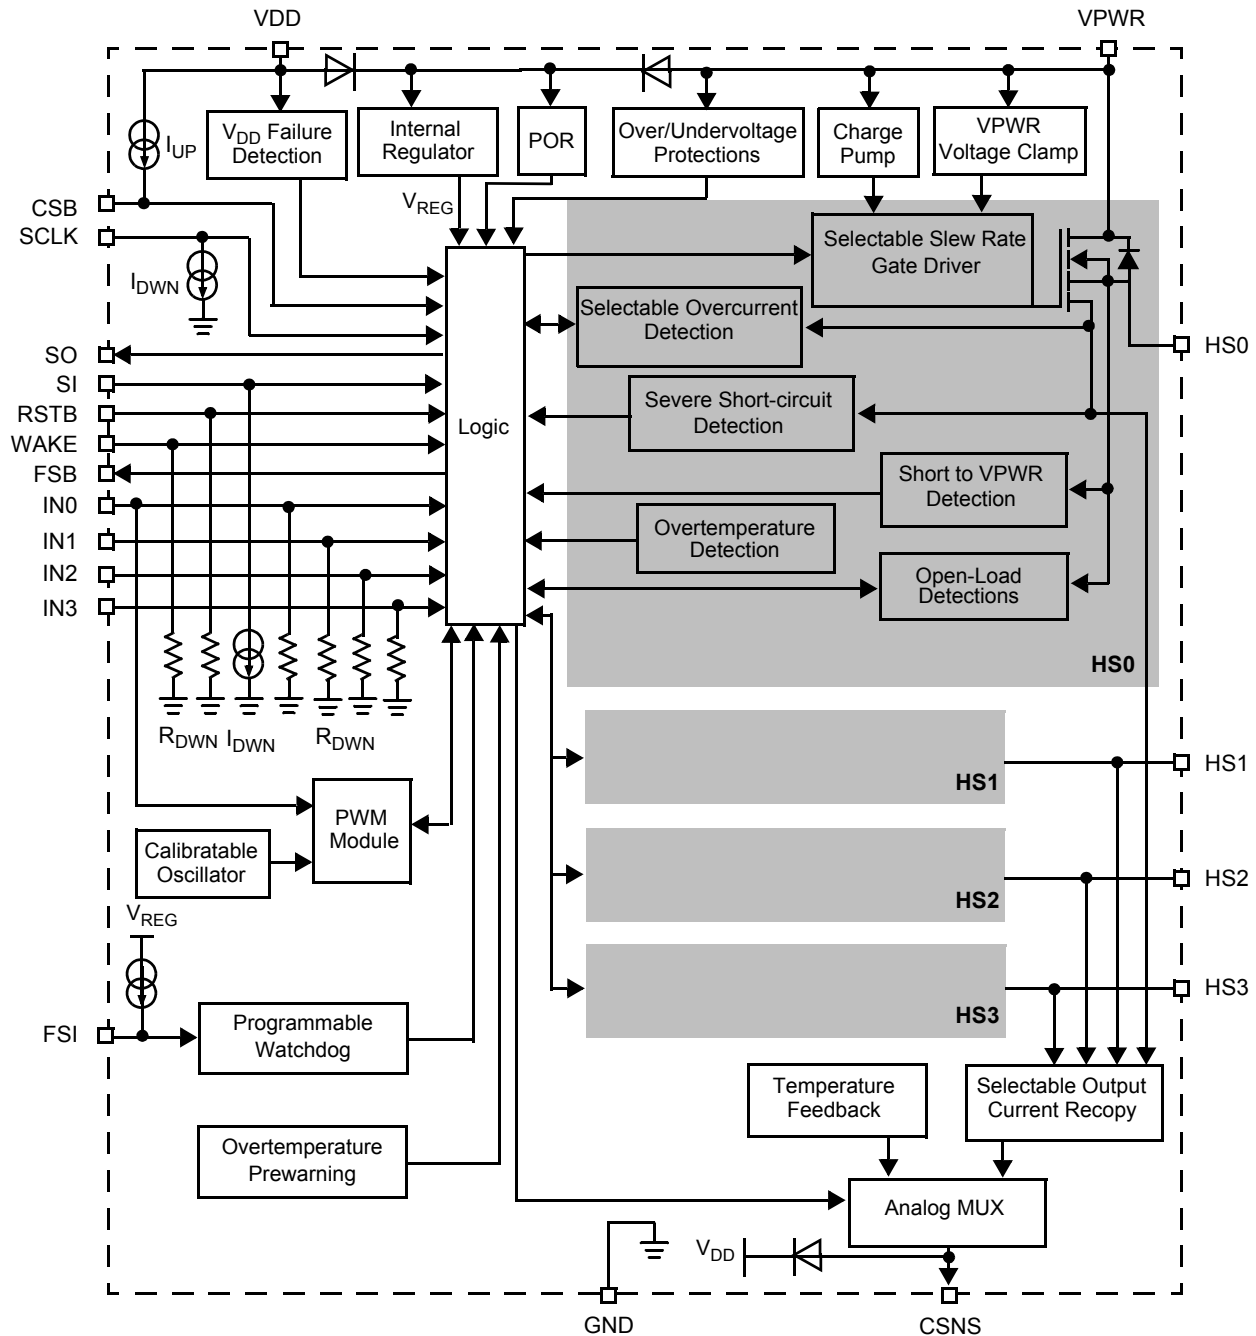 VDD
VPWR
IUP
VDD Failure
Detection
Internal
Regulator
POR
Over/Undervoltage
Protections
Charge
Pump
VPWR
Voltage Clamp
VREG
CSB
SCLK
IDWN
SO
SI
RSTB
WAKE
FSB
IN0
IN1
IN2
IN3
Logic
Selectable Slew Rate
Gate Driver
Selectable Overcurrent
Detection
Severe Short-circuit
Detection
Short to VPWR
Detection
Overtemperature
Detection
Open-Load
Detections
HS0
HS0
RDWN
IDWN
RDWN
PWM
Module
Calibratable
Oscillator
HS1
HS1
HS2
HS2
HS3
HS3
VREG
FSI
Programmable
Watchdog
Overtemperature
Prewarning
Temperature
Feedback
Selectable Output
Current Recopy
Analog MUX
VDD
GND
CSNS